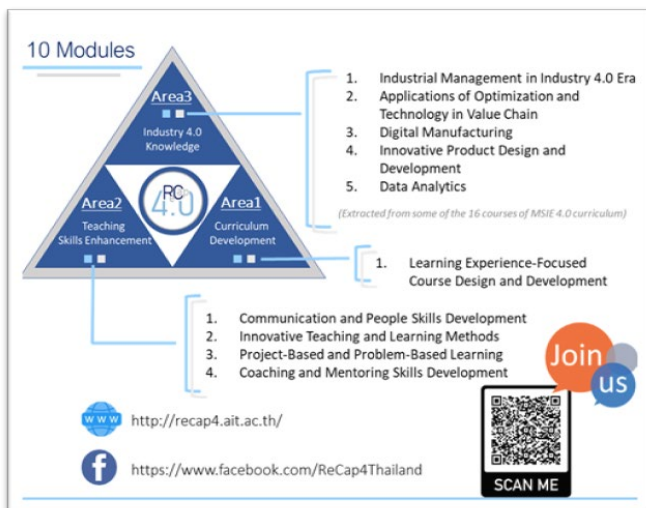 10 Modules
Area3
Industry 4.0
Knowledge
1. Industrial Management in Industry 4.0 Era
2. Applications of Optimization and
Technology in Value Chain
3. Digital Manufacturing
4. Innovative Product Design and
Development
5. Data Analytics
(Extracted from some of the 16 courses of MSIE 4.0 curriculum)
Area2
Teaching
Skills Enhancement
4.0
Area1
Curriculum
Development
1. Learning Experience-Focused
Course Design and Development
1. Communication and People Skills Development
2. Innovative Teaching and Learning Methods
3. Project-Based and Problem-Based Learning
4. Coaching and Mentoring Skills Development
Join
us
www
http://recap4.ait.ac.th/
f
https://www.facebook.com/ReCap4Thailand
SCAN ME